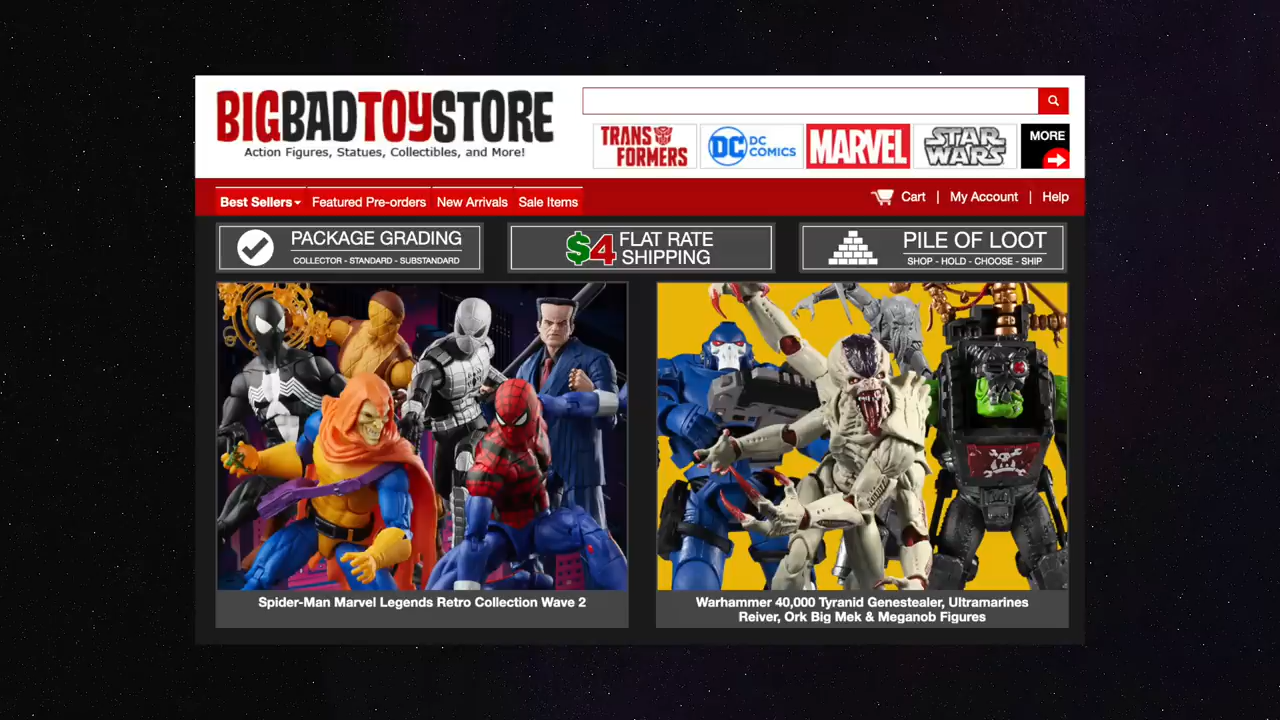 BIGBADTOYSTORE
Action Figures, Statues, Collectibles, and More!
TRANSFORMERS
DC DC COMICS
MARVEL
STAR WARS
MORE
Best Sellers
Featured Pre-orders
New Arrivals
Sale Items
Cart | My Account | Help
PACKAGE GRADING
COLLECTOR - STANDARD - SUBSTANDARD
$4 FLAT RATE
SHIPPING
PILE OF LOOT
SHOP - HOLD - CHOOSE - SHIP
Spider-Man Marvel Legends Retro Collection Wave 2
Warhammer 40,000 Tyranid Genestealer, Ultramarines
Reiver, Ork Big Mek & Meganob Figures